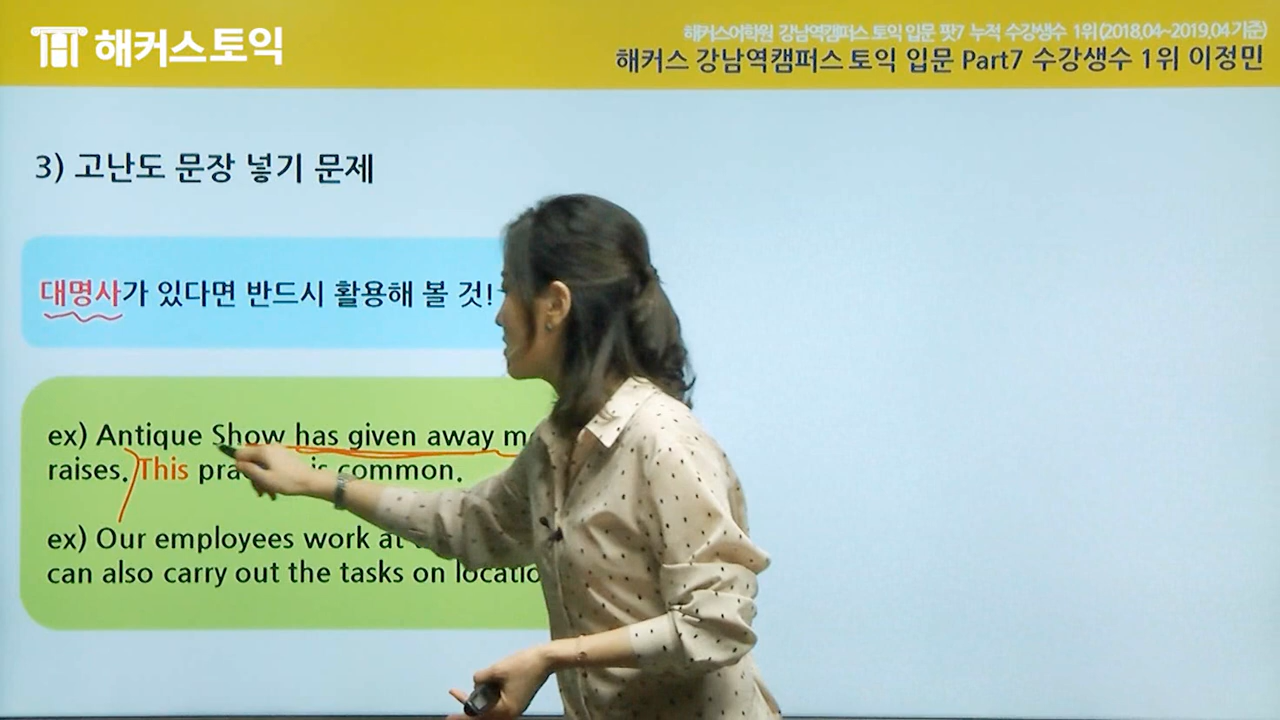 해커스토익
해커스어학원 강남역캠퍼스 토익 입문 팟7 누적 수강생수 1위(2018.04~2019.04 기준)
해커스 강남역캠퍼스 토익 입문 Part7 수강생수 1위 이정민
3) 고난도 문장 넣기 문제
대명사가 있다면 반드시 활용해 볼 것!
ex) Antique Show has given away
raises. This is common.
ex) Our employees work at
can also carry out the tasks on